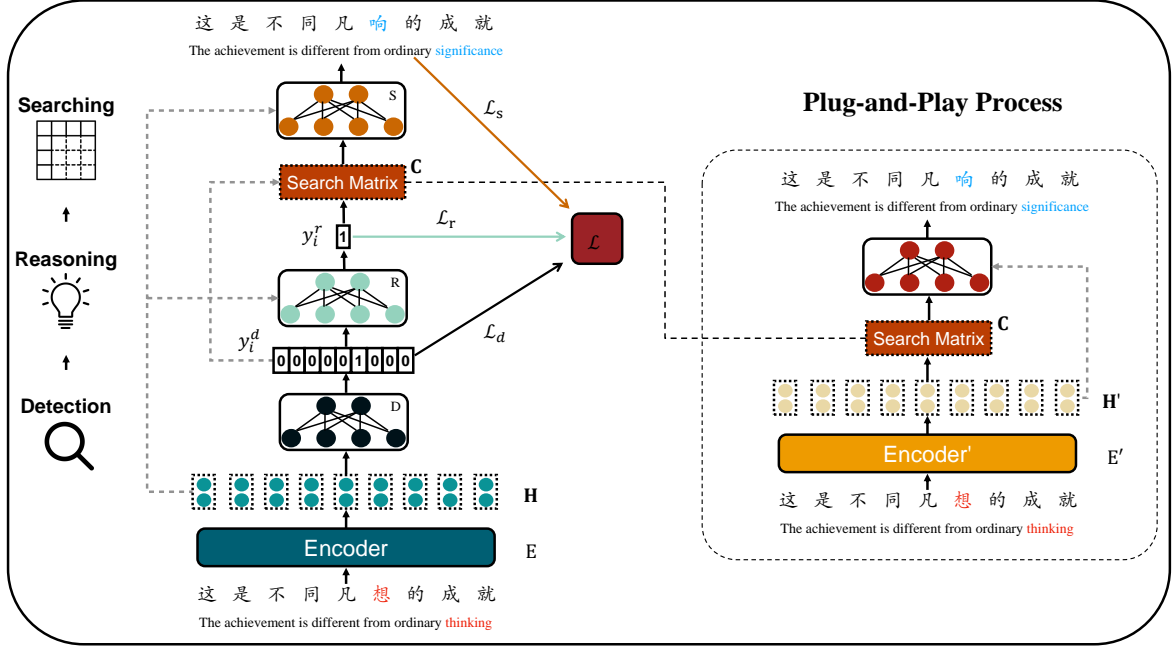 Searching
Reasoning
Detection
这 是 不 同 凡 响 的 成 就
The achievement is different from ordinary significance
S
Search Matrix C
y_i^r 1
R
y_i^d
0 0 0 0 0 1 0 0 0
D
H
Encoder E
这 是 不 同 凡 想 的 成 就
The achievement is different from ordinary thinking
ℒ_s
ℒ_r
ℒ_d
ℒ
Plug-and-Play Process
这 是 不 同 凡 响 的 成 就
The achievement is different from ordinary significance
Search Matrix C
H'
Encoder' E′
这 是 不 同 凡 想 的 成 就
The achievement is different from ordinary thinking